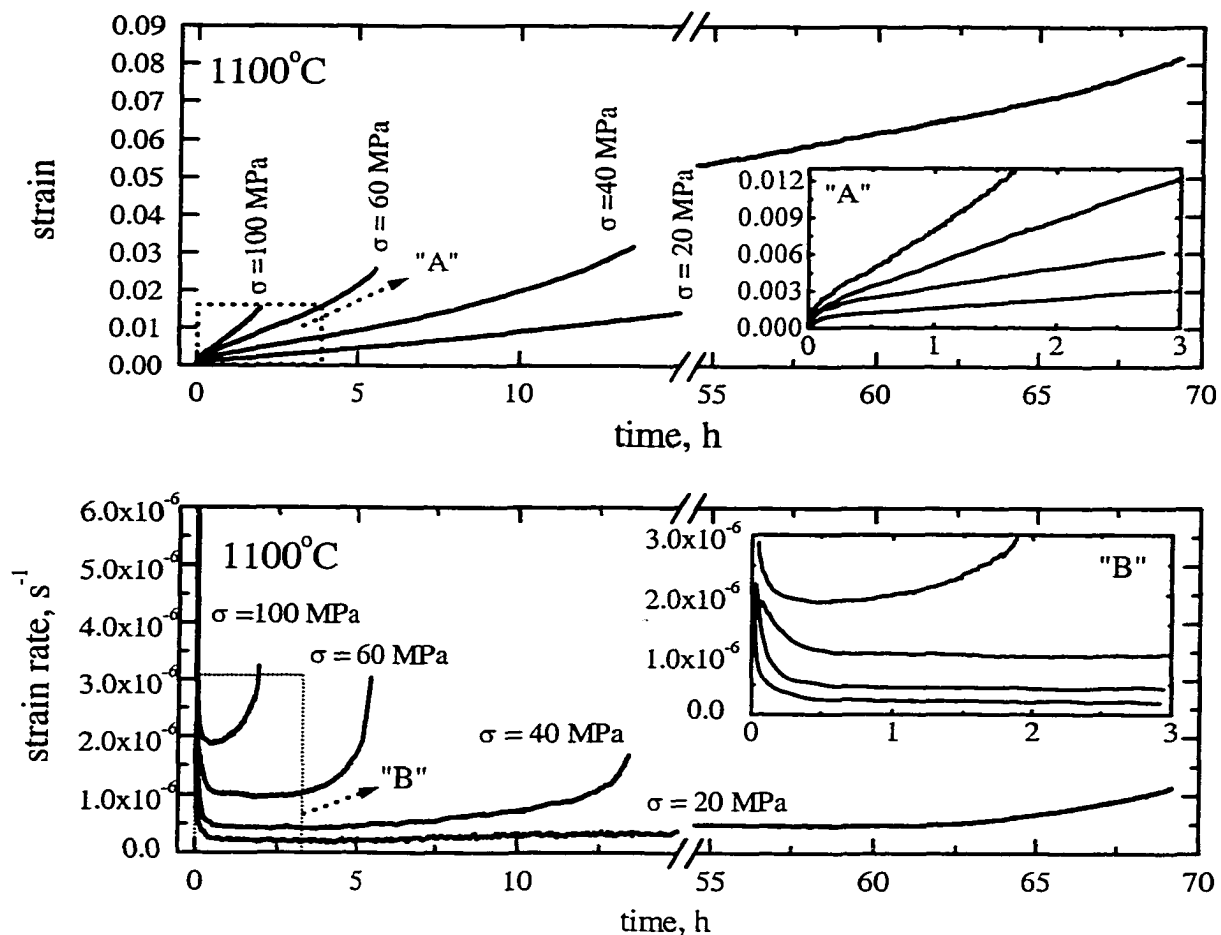 0.09
0.08
0.07
0.06
0.05
0.04
0.03
0.02
0.01
0.00
strain
1100°C
σ=100 MPa
σ = 60 MPa
"A"
σ=40 MPa
σ = 20 MPa
"A"
0.012
0.009
0.006
0.003
0.000
0 1 2 3
0 5 10 55 60 65 70
time, h
6.0x10⁻⁶
5.0x10⁻⁶
4.0x10⁻⁶
3.0x10⁻⁶
2.0x10⁻⁶
1.0x10⁻⁶
0.0
strain rate, s⁻¹
1100°C
σ =100 MPa
σ = 60 MPa
σ = 40 MPa
"B"
σ = 20 MPa
3.0x10⁻⁶
2.0x10⁻⁶
1.0x10⁻⁶
0.0
"B"
0 1 2 3
0 5 10 55 60 65 70
time, h